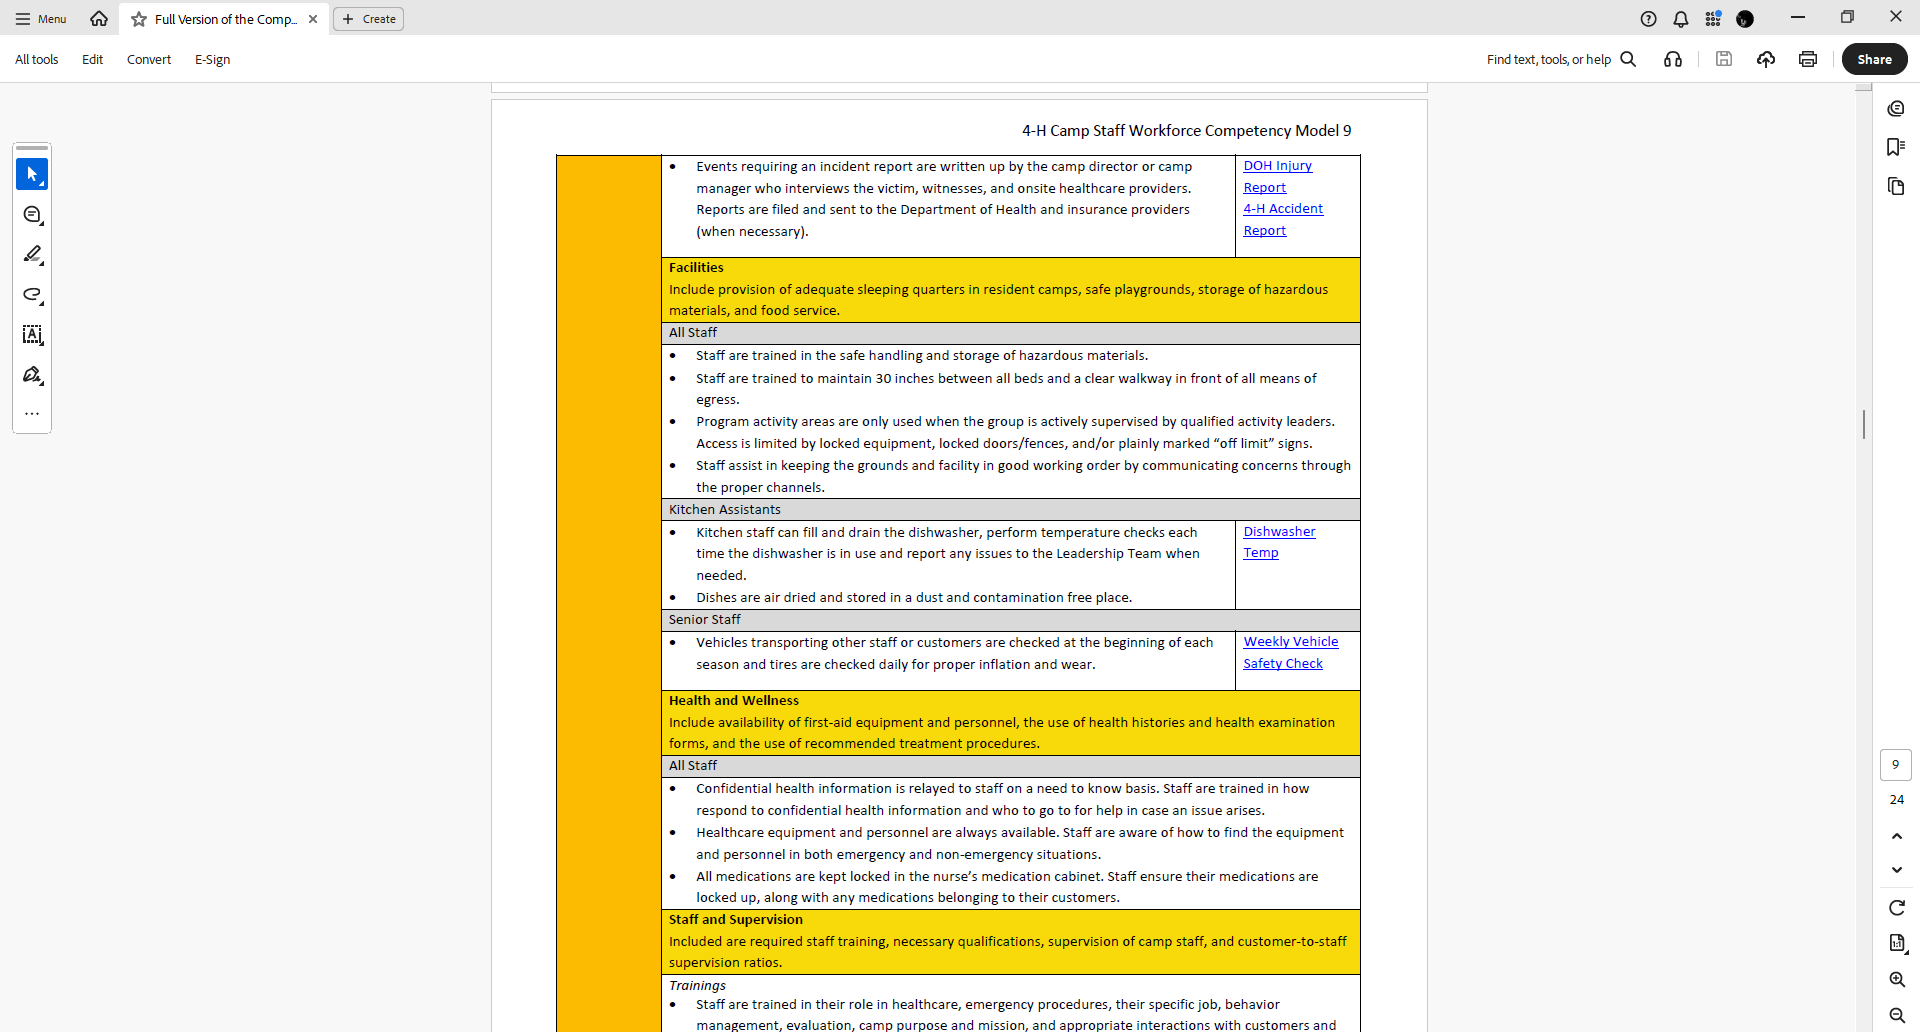 Menu
Full Version of the Comp...
Create
All tools
Edit
Convert
E-Sign
Find text, tools, or help
Share
4-H Camp Staff Workforce Competency Model 9
• Events requiring an incident report are written up by the camp director or camp
manager who interviews the victim, witnesses, and onsite healthcare providers.
Reports are filed and sent to the Department of Health and insurance providers
(when necessary).
DOH Injury
Report
4-H Accident
Report
Facilities
Include provision of adequate sleeping quarters in resident camps, safe playgrounds, storage of hazardous
materials, and food service.
All Staff
• Staff are trained in the safe handling and storage of hazardous materials.
• Staff are trained to maintain 30 inches between all beds and a clear walkway in front of all means of
egress.
• Program activity areas are only used when the group is actively supervised by qualified activity leaders.
Access is limited by locked equipment, locked doors/fences, and/or plainly marked “off limit” signs.
• Staff assist in keeping the grounds and facility in good working order by communicating concerns through
the proper channels.
Kitchen Assistants
• Kitchen staff can fill and drain the dishwasher, perform temperature checks each
time the dishwasher is in use and report any issues to the Leadership Team when
needed.
• Dishes are air dried and stored in a dust and contamination free place.
Dishwasher
Temp
Senior Staff
• Vehicles transporting other staff or customers are checked at the beginning of each
season and tires are checked daily for proper inflation and wear.
Weekly Vehicle
Safety Check
Health and Wellness
Include availability of first-aid equipment and personnel, the use of health histories and health examination
forms, and the use of recommended treatment procedures.
All Staff
• Confidential health information is relayed to staff on a need to know basis. Staff are trained in how
respond to confidential health information and who to go to for help in case an issue arises.
• Healthcare equipment and personnel are always available. Staff are aware of how to find the equipment
and personnel in both emergency and non-emergency situations.
• All medications are kept locked in the nurse’s medication cabinet. Staff ensure their medications are
locked up, along with any medications belonging to their customers.
Staff and Supervision
Included are required staff training, necessary qualifications, supervision of camp staff, and customer-to-staff
supervision ratios.
Trainings
• Staff are trained in their role in healthcare, emergency procedures, their specific job, behavior
management, evaluation, camp purpose and mission, and appropriate interactions with customers and
9
24
1:1